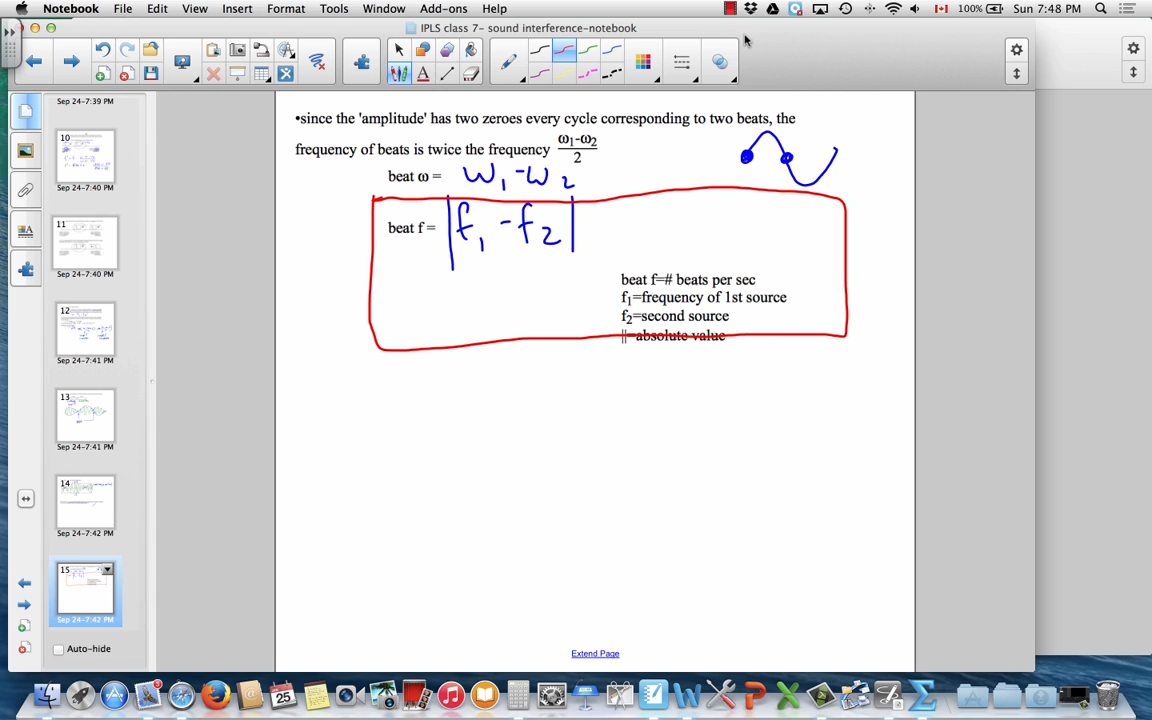 Notebook File Edit View Insert Format Tools Window Add-ons Help 100% Sun 7:48 PM
IPLS class 7- sound interference-notebook
Sep 24-7:39 PM
10
Sep 24-7:40 PM
11
Sep 24-7:40 PM
12
Sep 24-7:41 PM
13
Sep 24-7:41 PM
14
Sep 24-7:42 PM
15
Sep 24-7:42 PM
Auto-hide
•since the 'amplitude' has two zeroes every cycle corresponding to two beats, the
frequency of beats is twice the frequency ω1-ω2/2
beat ω = ω1-ω2
beat f = |f1-f2|
beat f=# beats per sec
f1=frequency of 1st source
f2=second source
||=absolute value
Extend Page